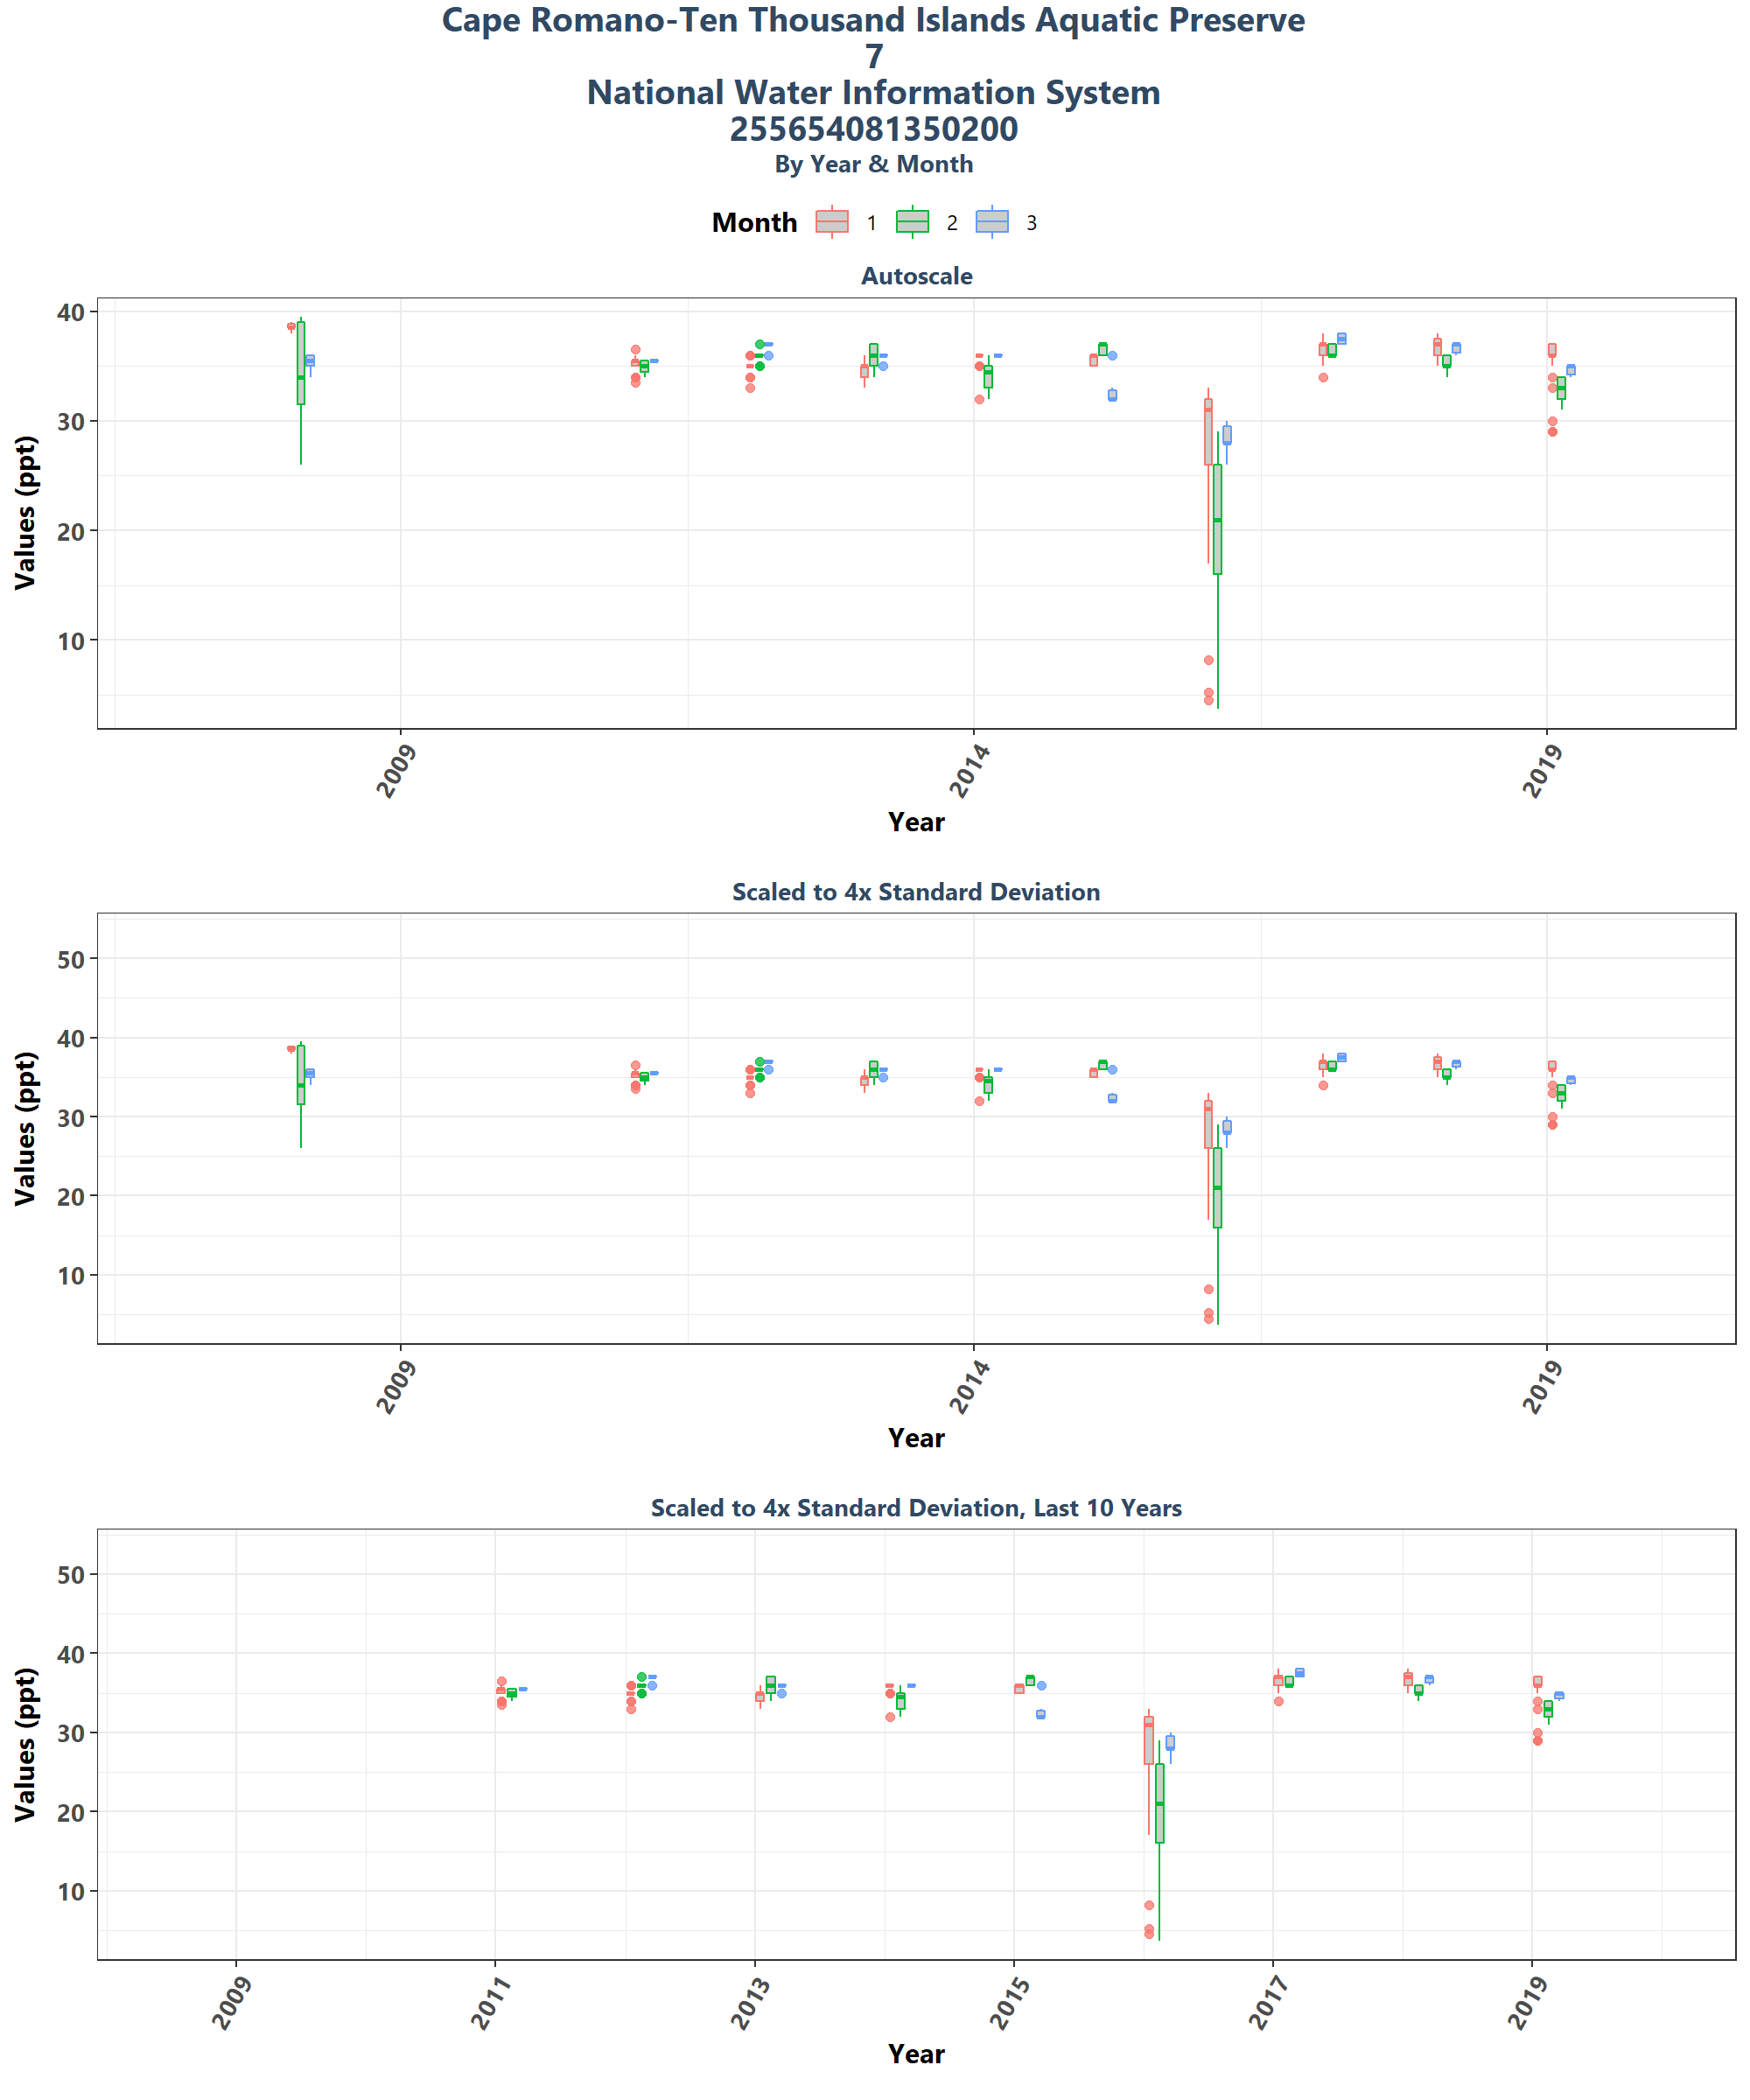 Cape Romano-Ten Thousand Islands Aquatic Preserve
7
National Water Information System
255654081350200
By Year & Month
Month 1 2 3
Autoscale
Values (ppt)
40
30
20
10
2009 2014 2019
Year
Scaled to 4x Standard Deviation
Values (ppt)
50
40
30
20
10
2009 2014 2019
Year
Scaled to 4x Standard Deviation, Last 10 Years
Values (ppt)
50
40
30
20
10
2009 2011 2013 2015 2017 2019
Year